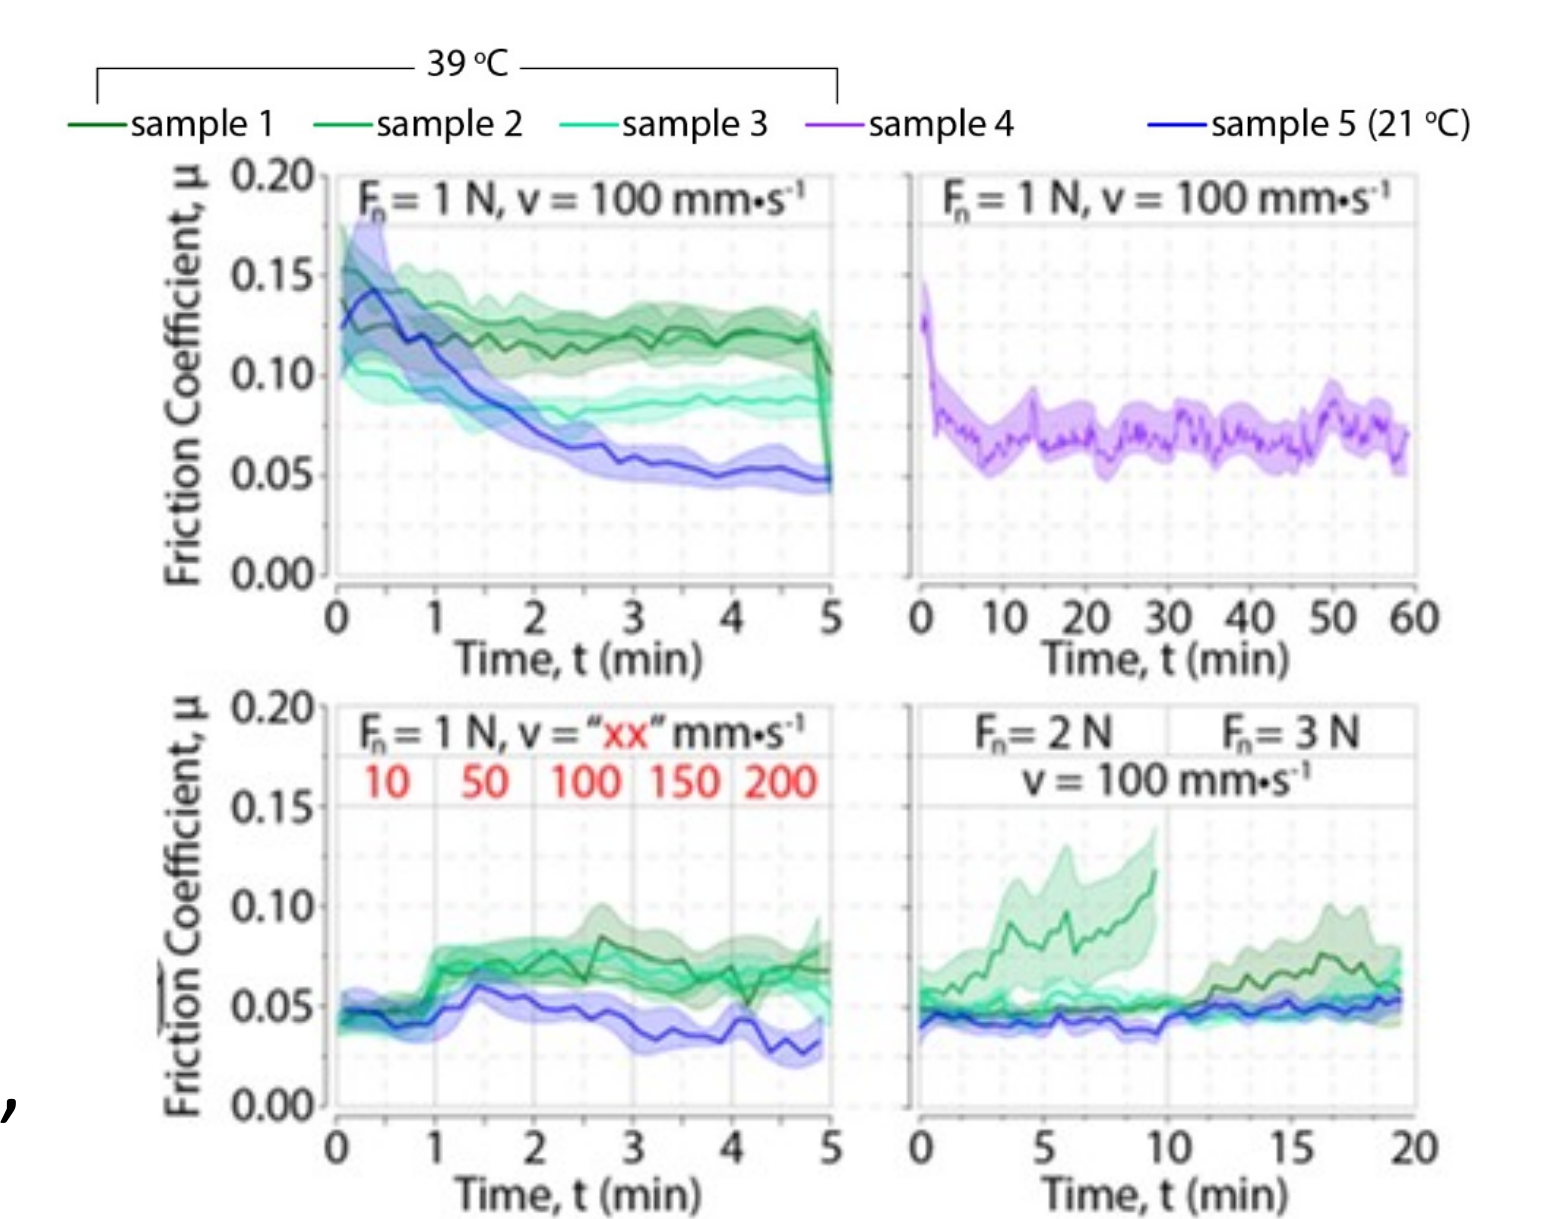 39 ºC
sample 1 sample 2 sample 3 sample 4 sample 5 (21 ºC)
Friction Coefficient, μ
0.20
0.15
0.10
0.05
0.00
Fn = 1 N, v = 100 mm•s-1
0 1 2 3 4 5
Time, t (min)
Fn = 1 N, v = 100 mm•s-1
0 10 20 30 40 50 60
Time, t (min)
Friction Coefficient, μ
0.20
0.15
0.10
0.05
0.00
Fn = 1 N, v = “xx” mm•s-1
10 50 100 150 200
0 1 2 3 4 5
Time, t (min)
Fn= 2 N Fn= 3 N
v = 100 mm•s-1
0 5 10 15 20
Time, t (min)
,